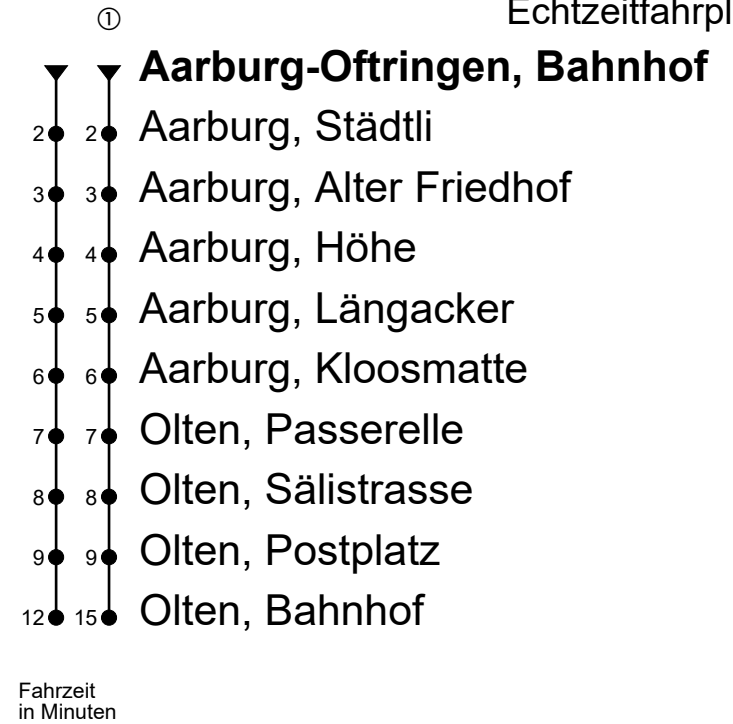 Echtzeitfahrpl
①
Aarburg-Oftringen, Bahnhof
2 2 Aarburg, Städtli
3 3 Aarburg, Alter Friedhof
4 4 Aarburg, Höhe
5 5 Aarburg, Längacker
6 6 Aarburg, Kloosmatte
7 7 Olten, Passerelle
8 8 Olten, Sälistrasse
9 9 Olten, Postplatz
12 15 Olten, Bahnhof
Fahrzeit
in Minuten